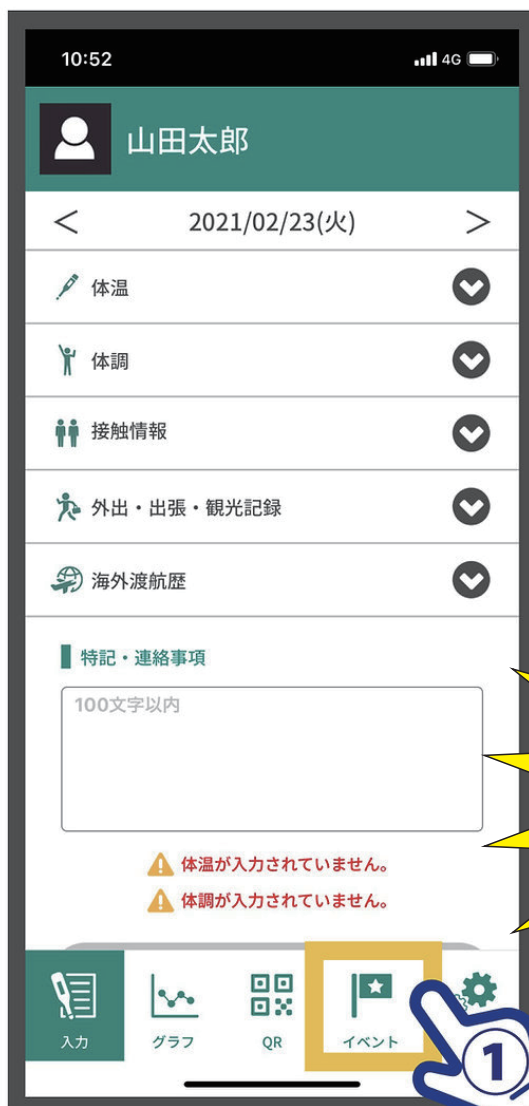 10:52
4G
山田太郎
< 2021/02/23(火) >
体温
体調
接触情報
外出・出張・観光記録
海外渡航歴
特記・連絡事項
100文字以内
体温が入力されていません。
体調が入力されていません。
入力
グラフ
QR
イベント
1